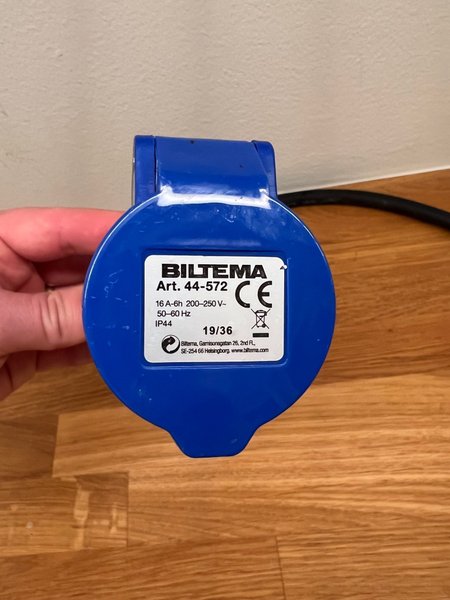 BILTEMA
Art. 44-572
16 A-6h 200-250 V~
50-60 Hz
IP44
19/36
CE
Biltema, Garnisonsgatan 26, 2nd Fl.,
SE-254 66 Helsingborg. www.biltema.com